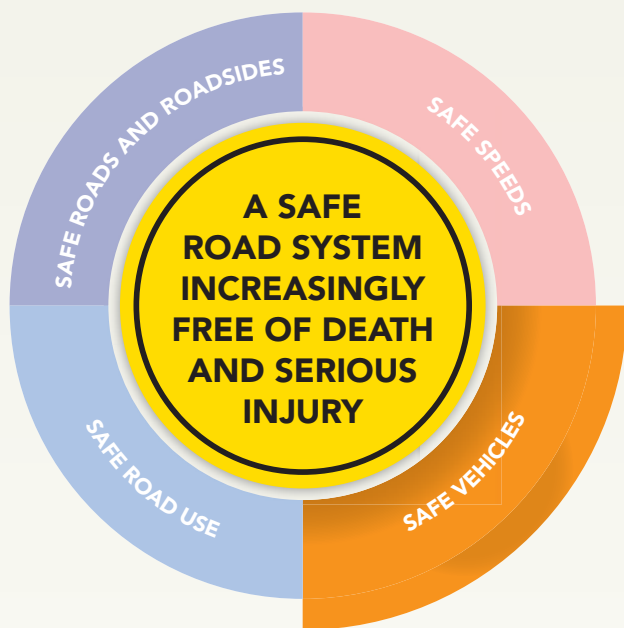 SAFE ROADS AND ROADSIDES
SAFE SPEEDS
A SAFE
ROAD SYSTEM
INCREASINGLY
FREE OF DEATH
AND SERIOUS
INJURY
SAFE ROAD USE
SAFE VEHICLES